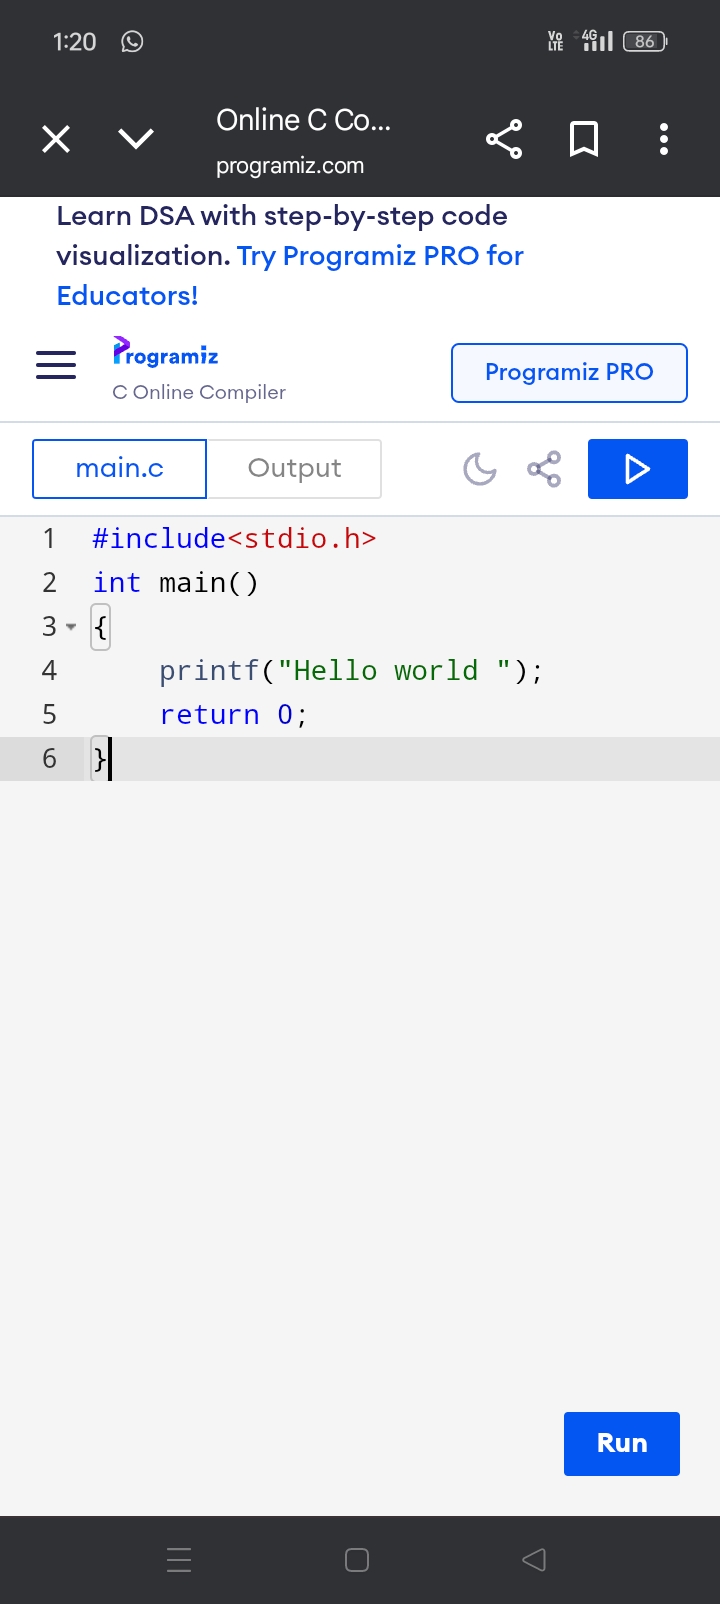 1:20 Vo LTE 4G 86
Online C Co...
programiz.com
Learn DSA with step-by-step code
visualization. Try Programiz PRO for
Educators!
Programiz
C Online Compiler
Programiz PRO
main.c Output
1 #include<stdio.h>
2 int main()
3 {
4 printf("Hello world ");
5 return 0;
6 }
Run